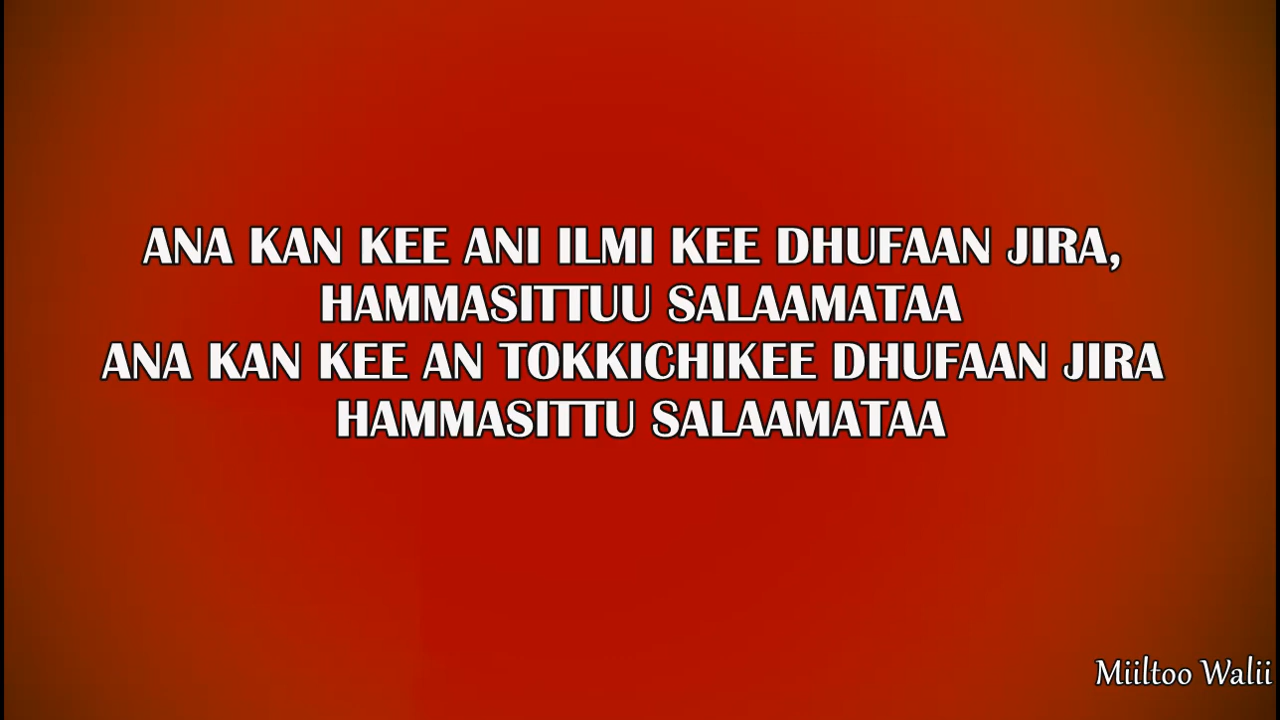 ANA KAN KEE ANI ILMI KEE DHUFAAN JIRA,
HAMMASITTUU SALAAMATAA
ANA KAN KEE AN TOKKICHIKEE DHUFAAN JIRA
HAMMASITTU SALAAMATAA
Miiltoo Walii